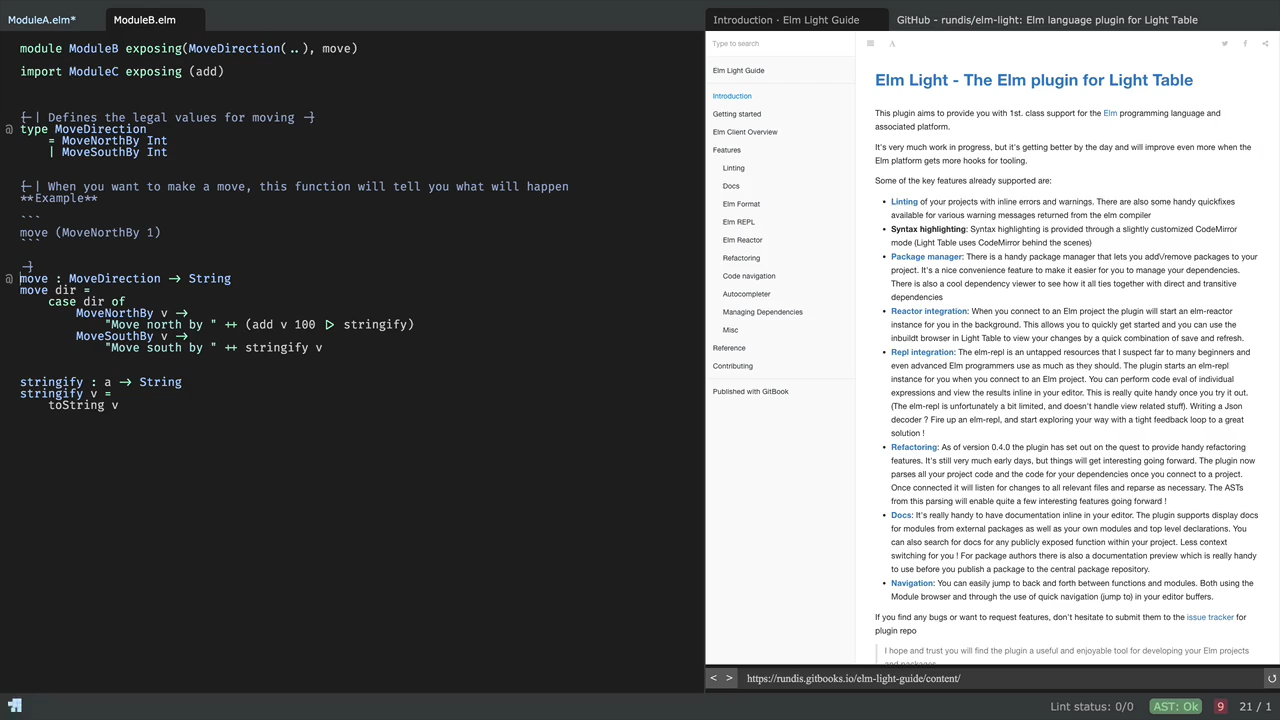 ModuleA.elm*
ModuleB.elm
module ModuleB exposing(MoveDirection(..), move)
import ModuleC exposing (add)
{-| Defines the legal values for moving -}
@ type MoveDirection
= MoveNorthBy Int
| MoveSouthBy Int
{-| When you want to make a move, this function will tell you what will happen
**Example**
```
move (MoveNorthBy 1)
```
-}
@ move : MoveDirection -> String
move dir =
case dir of
MoveNorthBy v ->
"Move north by " ++ (add v 100 |> stringify)
MoveSouthBy v ->
"Move south by " ++ stringify v
stringify : a -> String
stringify v =
toString v
Introduction · Elm Light Guide
GitHub - rundis/elm-light: Elm language plugin for Light Table
Type to search
Elm Light Guide
Introduction
Getting started
Elm Client Overview
Features
Linting
Docs
Elm Format
Elm REPL
Elm Reactor
Refactoring
Code navigation
Autocompleter
Managing Dependencies
Misc
Reference
Contributing
Published with GitBook
A
Elm Light - The Elm plugin for Light Table
This plugin aims to provide you with 1st. class support for the Elm programming language and
associated platform.
It's very much work in progress, but it's getting better by the day and will improve even more when the
Elm platform gets more hooks for tooling.
Some of the key features already supported are:
• Linting of your projects with inline errors and warnings. There are also some handy quickfixes
available for various warning messages returned from the elm compiler
• Syntax highlighting: Syntax highlighting is provided through a slightly customized CodeMirror
mode (Light Table uses CodeMirror behind the scenes)
• Package manager: There is a handy package manager that lets you add\/remove packages to your
project. It's a nice convenience feature to make it easier for you to manage your dependencies.
There is also a cool dependency viewer to see how it all ties together with direct and transitive
dependencies
• Reactor integration: When you connect to an Elm project the plugin will start an elm-reactor
instance for you in the background. This allows you to quickly get started and you can use the
inbuildt browser in Light Table to view your changes by a quick combination of save and refresh.
• Repl integration: The elm-repl is an untapped resources that I suspect far to many beginners and
even advanced Elm programmers use as much as they should. The plugin starts an elm-repl
instance for you when you connect to an Elm project. You can perform code eval of individual
expressions and view the results inline in your editor. This is really quite handy once you try it out.
(The elm-repl is unfortunately a bit limited, and doesn't handle view related stuff). Writing a Json
decoder ? Fire up an elm-repl, and start exploring your way with a tight feedback loop to a great
solution !
• Refactoring: As of version 0.4.0 the plugin has set out on the quest to provide handy refactoring
features. It's still very much early days, but things will get interesting going forward. The plugin now
parses all your project code and the code for your dependencies once you connect to a project.
Once connected it will listen for changes to all relevant files and reparse as necessary. The ASTs
from this parsing will enable quite a few interesting features going forward !
• Docs: It's really handy to have documentation inline in your editor. The plugin supports display docs
for modules from external packages as well as your own modules and top level declarations. You
can also search for docs for any publicly exposed function within your project. Less context
switching for you ! For package authors there is also a documentation preview which is really handy
to use before you publish a package to the central package repository.
• Navigation: You can easily jump to back and forth between functions and modules. Both using the
Module browser and through the use of quick navigation (jump to) in your editor buffers.
If you find any bugs or want to request features, don't hesitate to submit them to the issue tracker for
plugin repo
I hope and trust you will find the plugin a useful and enjoyable tool for developing your Elm projects
and packages
< > https://rundis.gitbooks.io/elm-light-guide/content/
Lint status: 0/0 AST: Ok 9 21 / 1